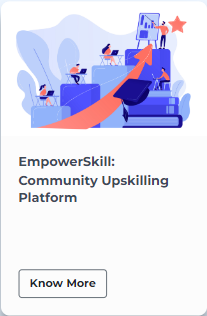 EmpowerSkill:
Community Upskilling
Platform
Know More